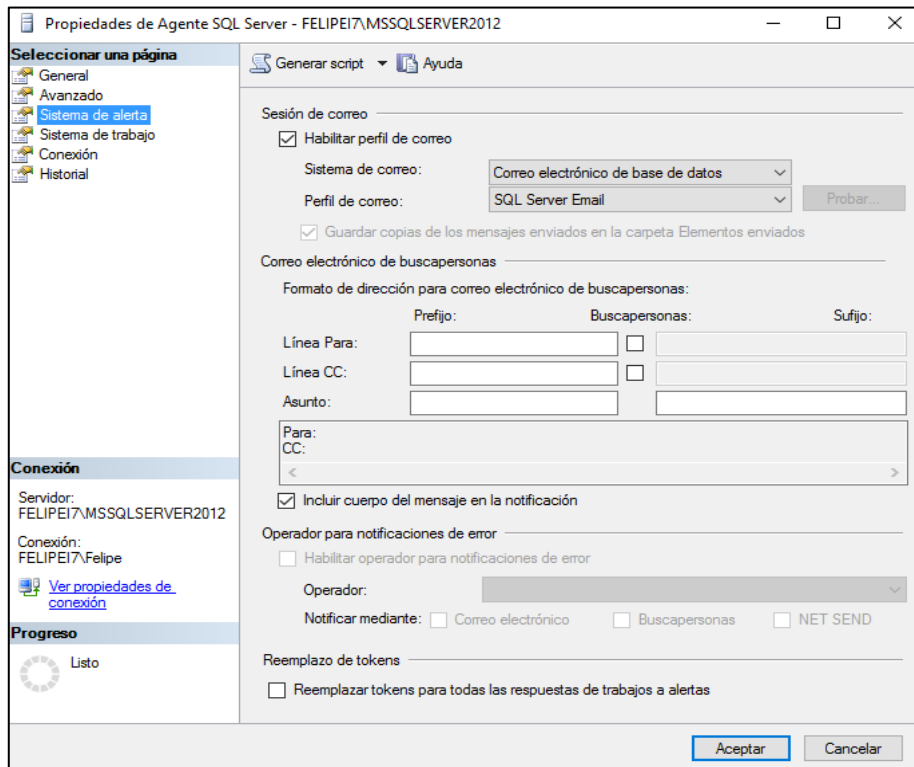 Propiedades de Agente SQL Server - FELIPEI7\MSSQLSERVER2012
Seleccionar una página
General
Avanzado
Sistema de alerta
Sistema de trabajo
Conexión
Historial
Generar script
Ayuda
Sesión de correo
Habilitar perfil de correo
Sistema de correo: Correo electrónico de base de datos
Perfil de correo: SQL Server Email Probar...
Guardar copias de los mensajes enviados en la carpeta Elementos enviados
Correo electrónico de buscapersonas
Formato de dirección para correo electrónico de buscapersonas:
Prefijo: Buscapersonas: Sufijo:
Línea Para:
Línea CC:
Asunto:
Para:
CC:
Incluir cuerpo del mensaje en la notificación
Operador para notificaciones de error
Habilitar operador para notificaciones de error
Operador:
Notificar mediante: Correo electrónico Buscapersonas NET SEND
Reemplazo de tokens
Reemplazar tokens para todas las respuestas de trabajos a alertas
Conexión
Servidor:
FELIPEI7\MSSQLSERVER2012
Conexión:
FELIPEI7\Felipe
Ver propiedades de
conexión
Progreso
Listo
Aceptar Cancelar